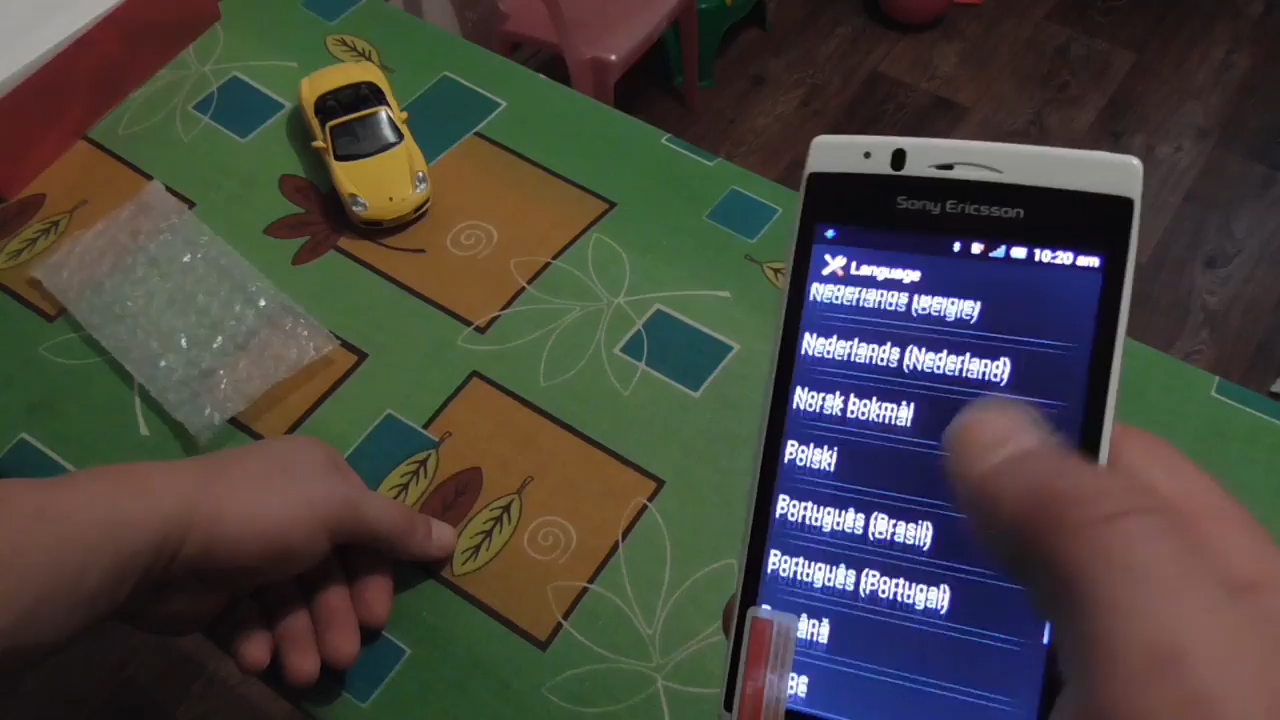 Sony Ericsson
10:20 am
Language
Nederlands (België)
Nederlands (Nederland)
Norsk bokmål
Polski
Português (Brasil)
Português (Portugal)